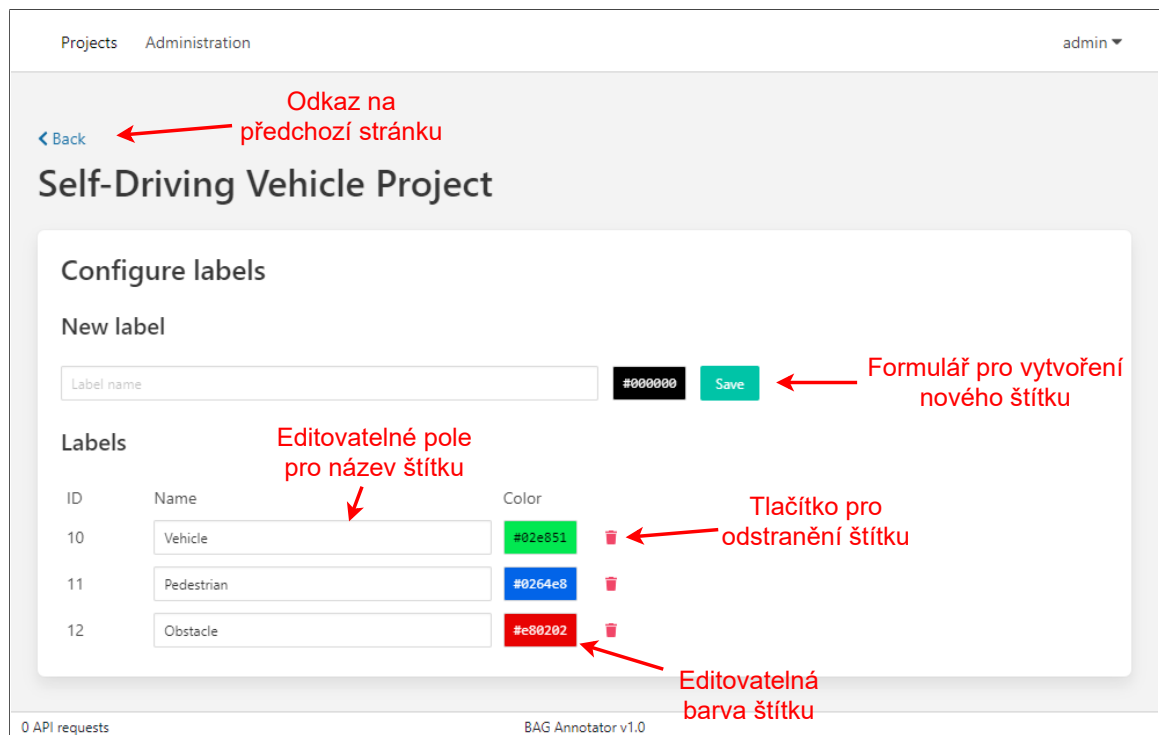 Projects Administration admin
Odkaz na
předchozí stránku
Back
Self-Driving Vehicle Project
Configure labels
New label
Label name #000000 Save
Formulář pro vytvoření
nového štítku
Labels
Editovatelné pole
pro název štítku
ID Name Color
Tlačítko pro
odstranění štítku
10 Vehicle #02e851
11 Pedestrian #0264e8
12 Obstacle #e80202
Editovatelná
barva štítku
0 API requests BAG Annotator v1.0